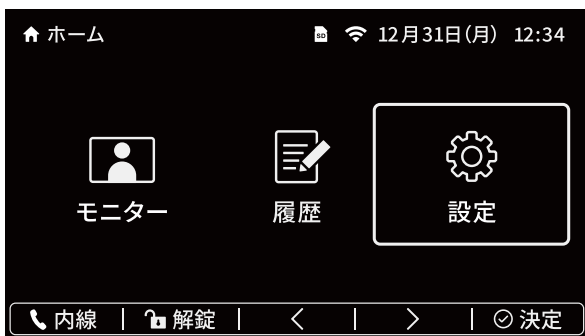 ホーム SD 12月31日(月) 12:34
モニター 履歴 設定
内線 解錠 < > 決定